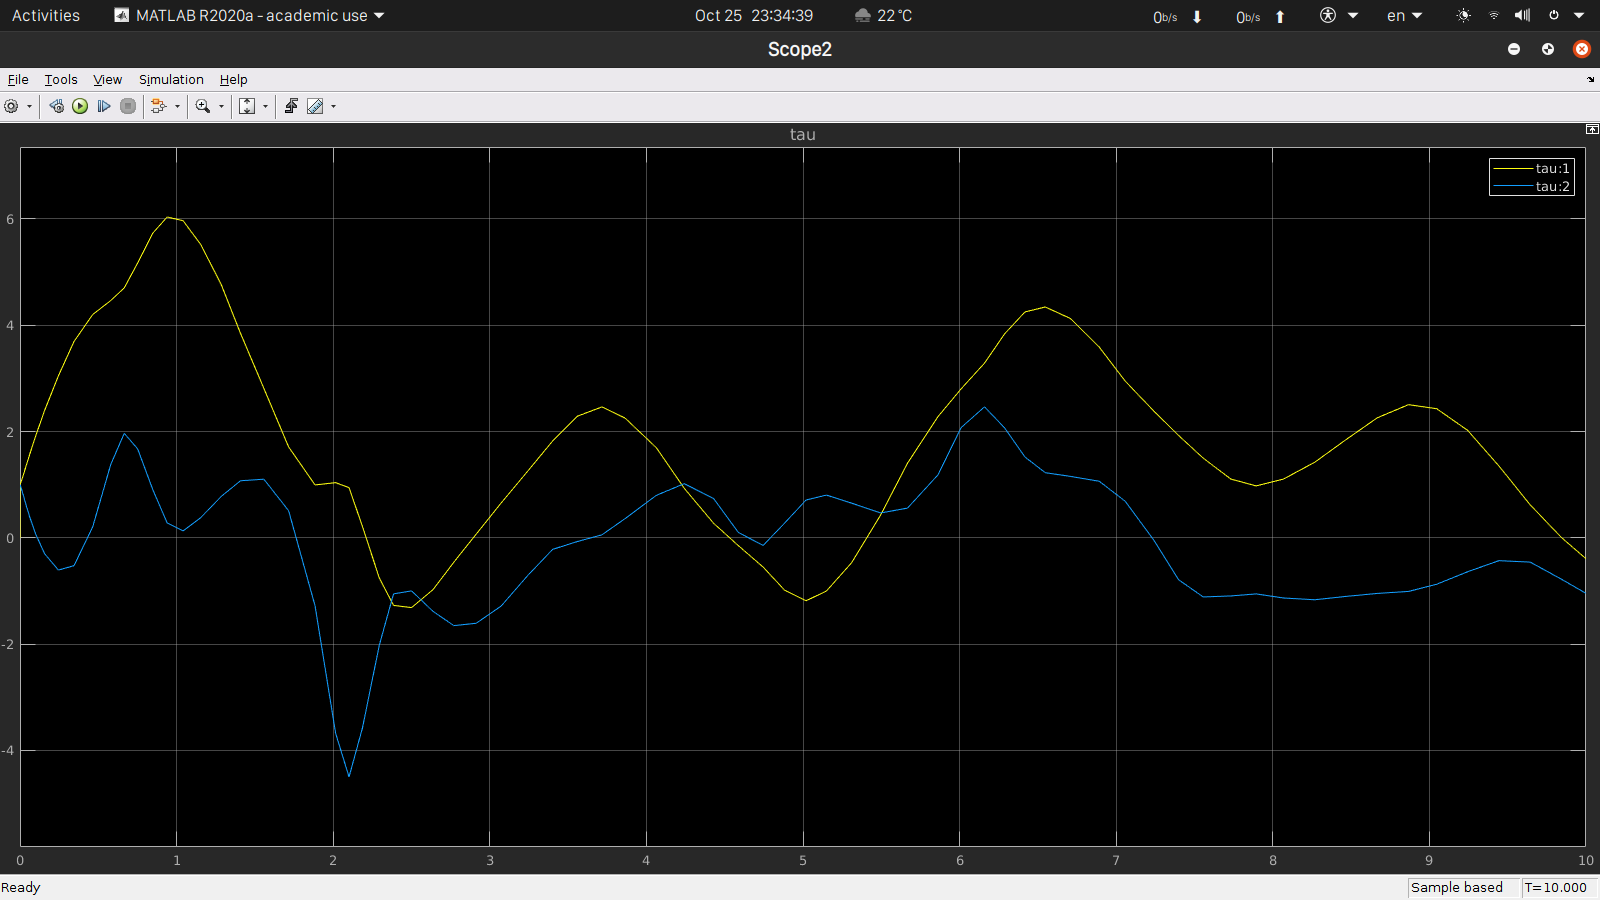 Activities MATLAB R2020a - academic use Oct 25 23:34:39 22 °C 0b/s 0b/s en
Scope2
File Tools View Simulation Help
tau
tau:1
tau:2
6
4
2
0
-2
-4
0 1 2 3 4 5 6 7 8 9 10
Ready Sample based T=10.000